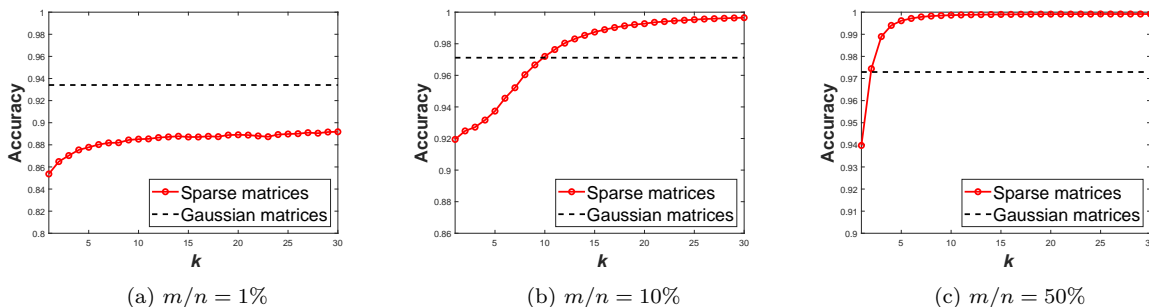 1
0.98
0.96
0.94
0.92
0.9
0.88
0.86
0.84
0.82
0.8
Accuracy
5 10 15 20 25 30
k
Sparse matrices
Gaussian matrices
(a) m/n = 1%
1
0.98
0.96
0.94
0.92
0.9
0.88
0.86
Accuracy
5 10 15 20 25 30
k
Sparse matrices
Gaussian matrices
(b) m/n = 10%
1
0.99
0.98
0.97
0.96
0.95
0.94
0.93
0.92
0.91
0.9
Accuracy
5 10 15 20 25 30
k
Sparse matrices
Gaussian matrices
(c) m/n = 50%